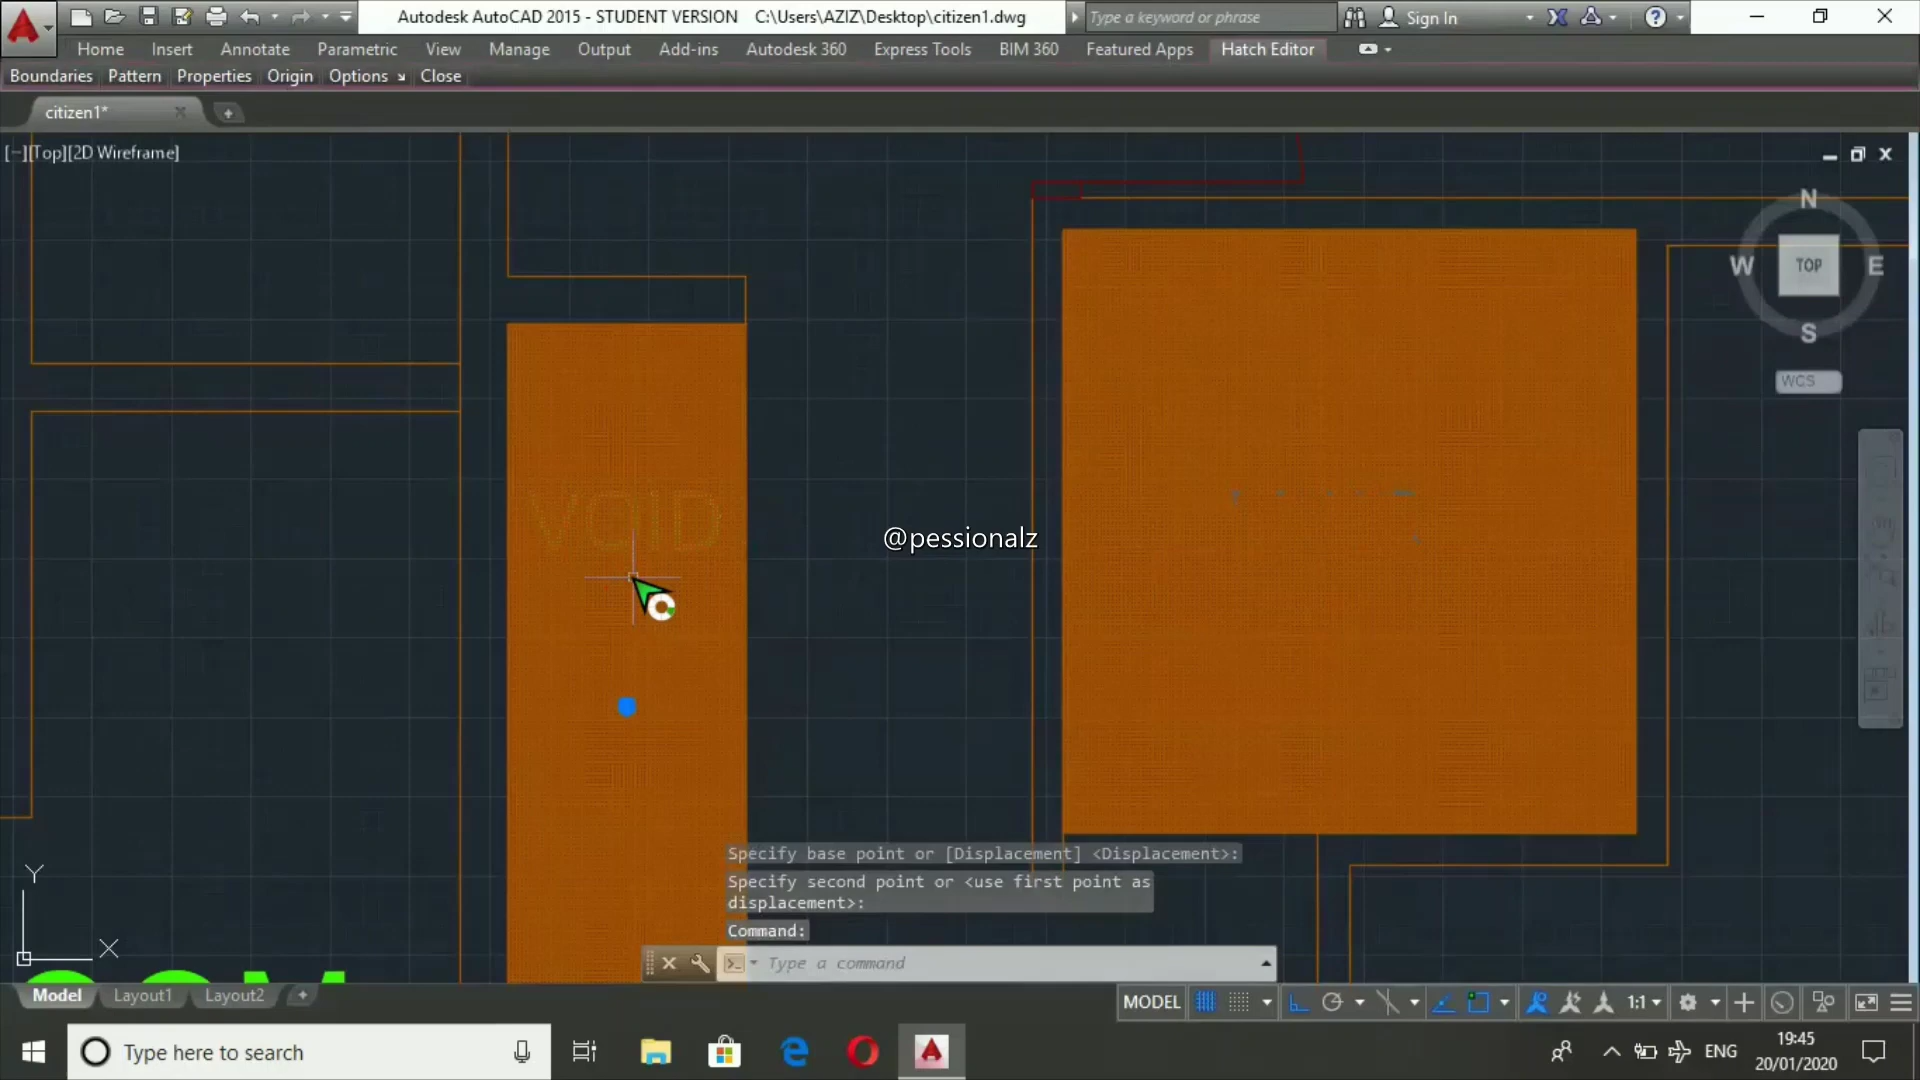 Autodesk AutoCAD 2015 - STUDENT VERSION C:\Users\AZIZ\Desktop\citizen1.dwg
Type a keyword or phrase
Sign In
Home Insert Annotate Parametric View Manage Output Add-ins Autodesk 360 Express Tools BIM 360 Featured Apps Hatch Editor
Boundaries Pattern Properties Origin Options Close
citizen1*
[−][Top][2D Wireframe]
N
W TOP E
S
WCS
VOID
@pessionalz
Specify base point or [Displacement] <Displacement>:
Specify second point or <use first point as
displacement>:
Command:
Y
X
Type a command
Model Layout1 Layout2
MODEL
1:1
Type here to search
ENG
19:45
20/01/2020